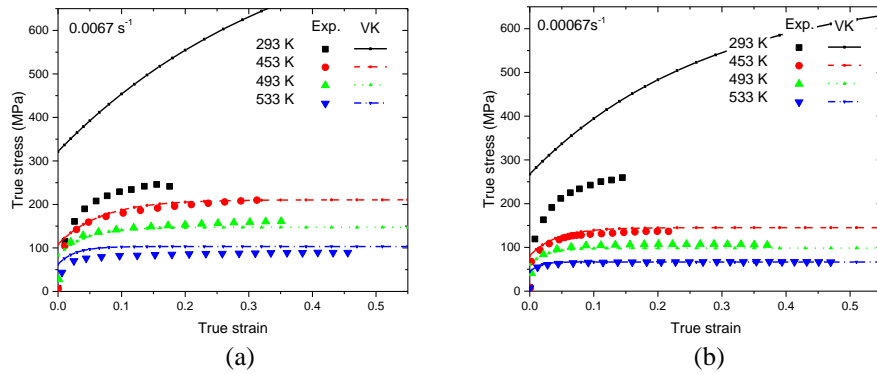 0.0067 s⁻¹
Exp. VK
293 K
453 K
493 K
533 K
600
500
400
300
200
100
0
True stress (MPa)
0.0 0.1 0.2 0.3 0.4 0.5
True strain
(a)
0.00067s⁻¹
Exp. VK
293 K
453 K
493 K
533 K
600
500
400
300
200
100
0
True stress (MPa)
0.0 0.1 0.2 0.3 0.4 0.5
True strain
(b)